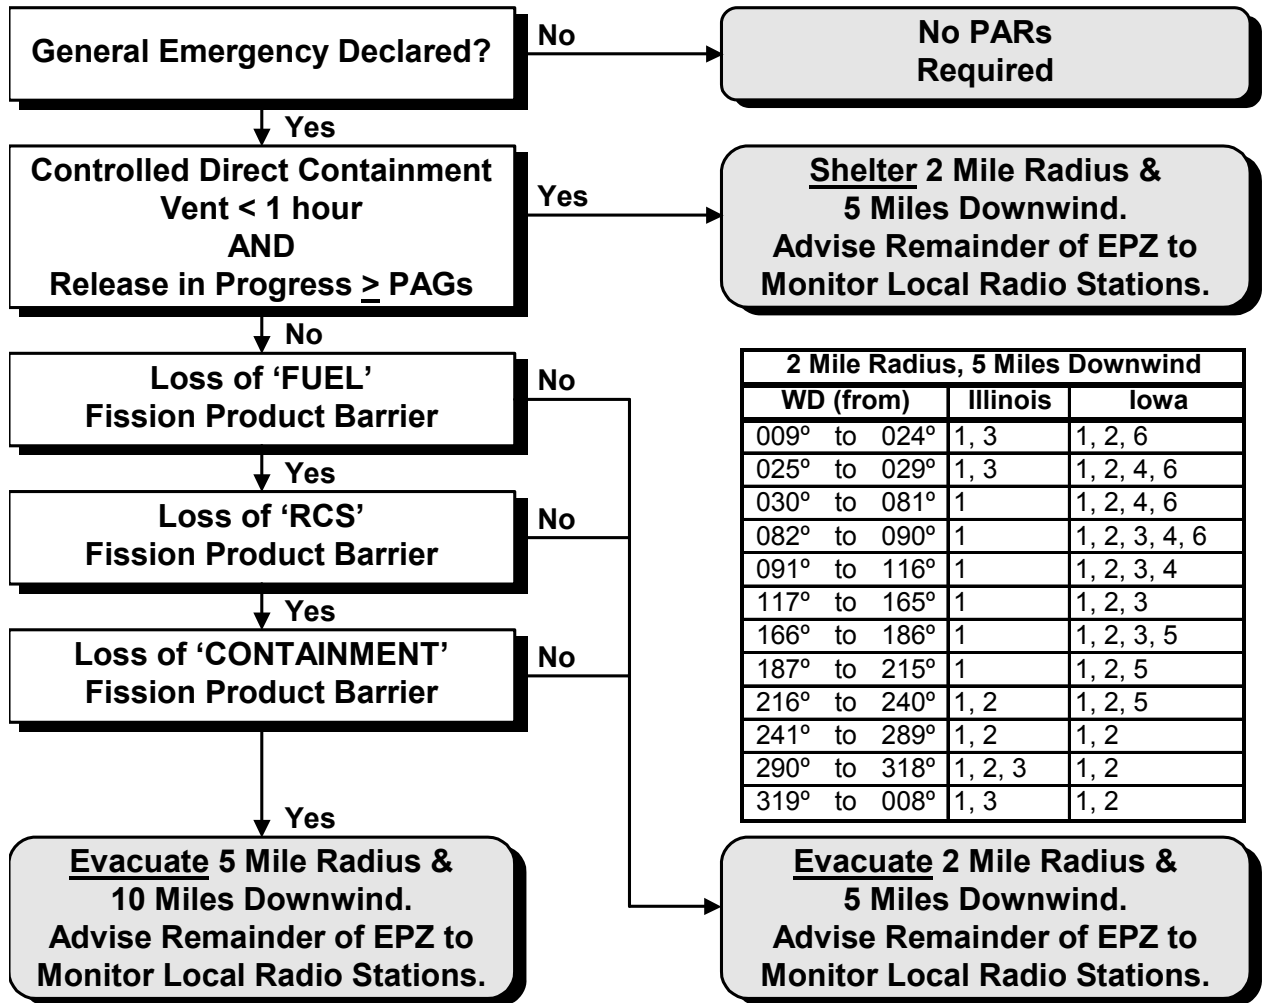 General Emergency Declared?
No
No PARs
Required
Yes
Controlled Direct Containment
Vent < 1 hour
AND
Release in Progress > PAGs
Yes
Shelter 2 Mile Radius &
5 Miles Downwind.
Advise Remainder of EPZ to
Monitor Local Radio Stations.
No
Loss of ‘FUEL’
Fission Product Barrier
No
Yes
Loss of ‘RCS’
Fission Product Barrier
No
Yes
Loss of ‘CONTAINMENT’
Fission Product Barrier
No
Yes
2 Mile Radius, 5 Miles Downwind
WD (from) Illinois Iowa
009º to 024º 1, 3 1, 2, 6
025º to 029º 1, 3 1, 2, 4, 6
030º to 081º 1 1, 2, 4, 6
082º to 090º 1 1, 2, 3, 4, 6
091º to 116º 1 1, 2, 3, 4
117º to 165º 1 1, 2, 3
166º to 186º 1 1, 2, 3, 5
187º to 215º 1 1, 2, 5
216º to 240º 1, 2 1, 2, 5
241º to 289º 1, 2 1, 2
290º to 318º 1, 2, 3 1, 2
319º to 008º 1, 3 1, 2
Evacuate 5 Mile Radius &
10 Miles Downwind.
Advise Remainder of EPZ to
Monitor Local Radio Stations.
Evacuate 2 Mile Radius &
5 Miles Downwind.
Advise Remainder of EPZ to
Monitor Local Radio Stations.